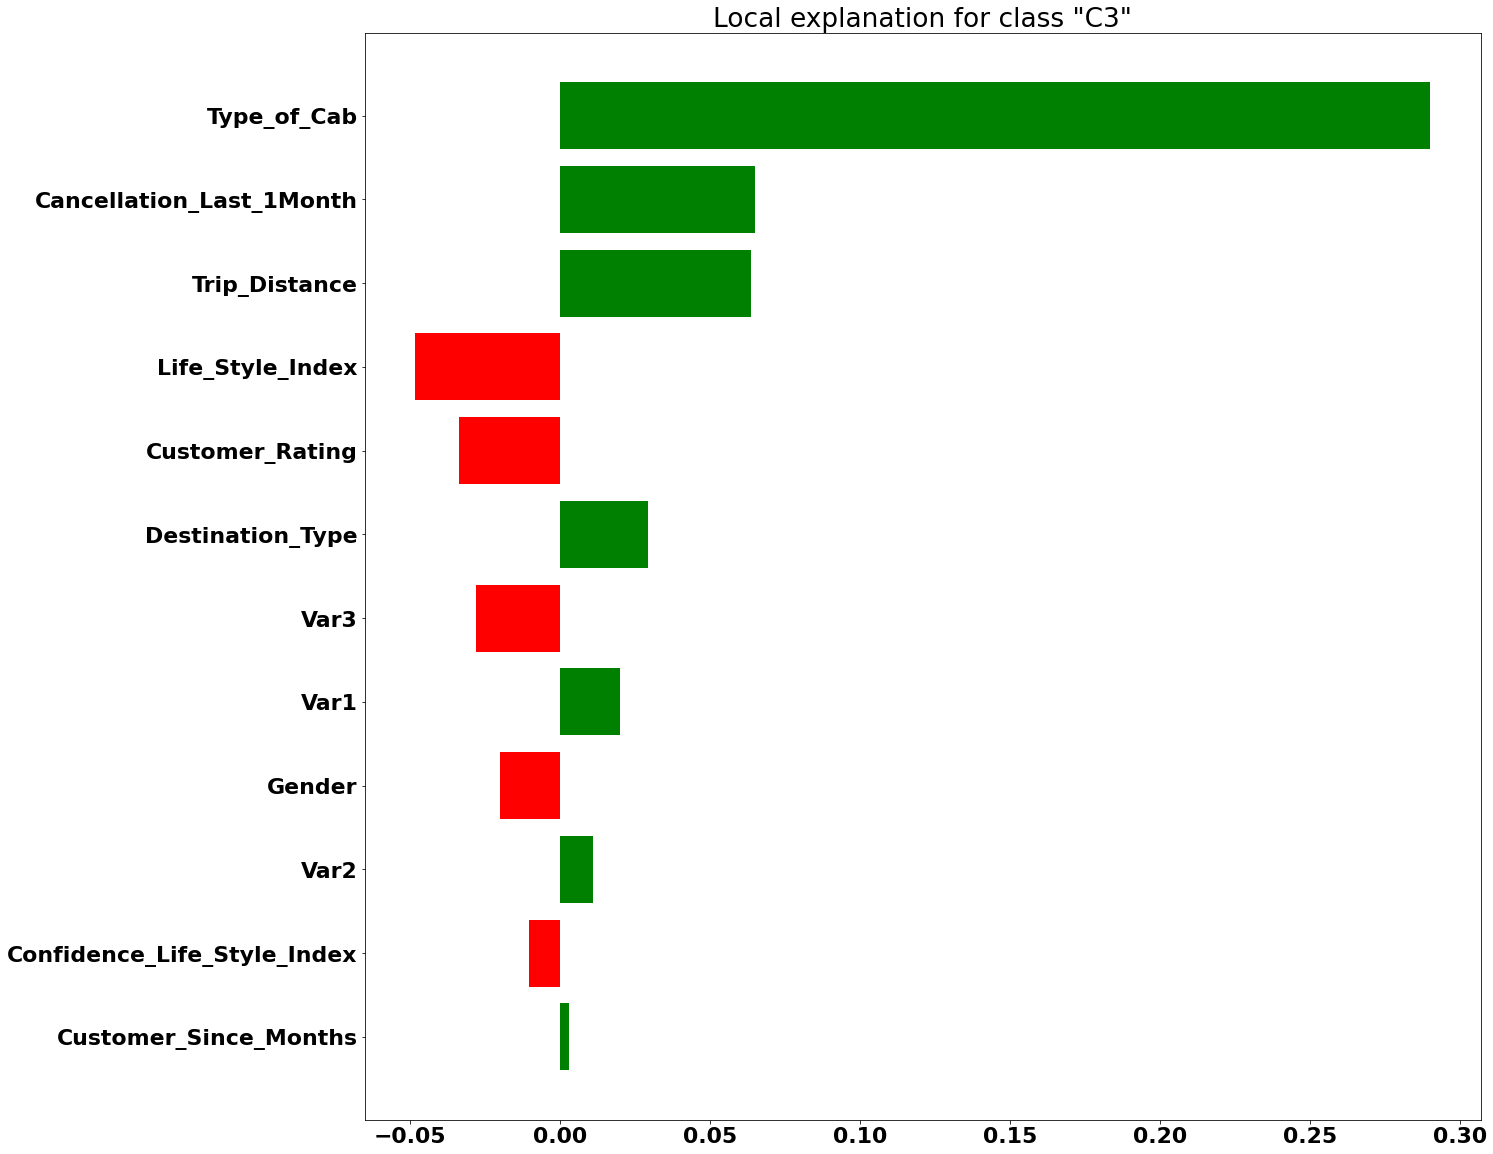 Local explanation for class "C3"
Type_of_Cab
Cancellation_Last_1Month
Trip_Distance
Life_Style_Index
Customer_Rating
Destination_Type
Var3
Var1
Gender
Var2
Confidence_Life_Style_Index
Customer_Since_Months
−0.05 0.00 0.05 0.10 0.15 0.20 0.25 0.30